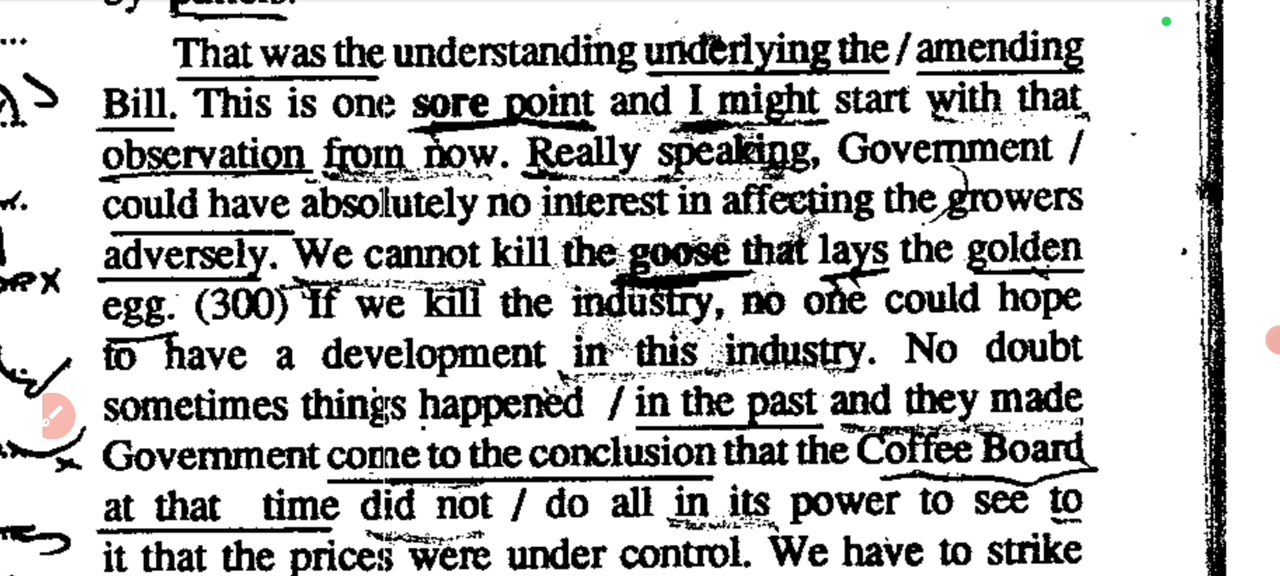 by panels.
That was the understanding underlying the / amending
Bill. This is one sore point and I might start with that
observation from now. Really speaking, Government /
could have absolutely no interest in affecting the growers
adversely. We cannot kill the goose that lays the golden
egg. (300) If we kill the industry, no one could hope
to have a development in this industry. No doubt
sometimes things happened / in the past and they made
Government come to the conclusion that the Coffee Board
at that time did not / do all in its power to see to
it that the prices were under control. We have to strike